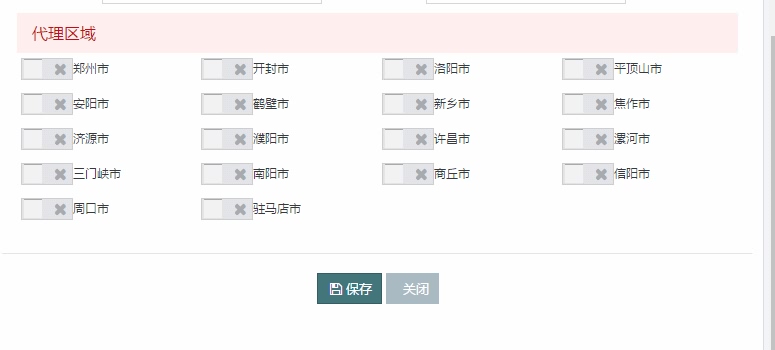 代理区域
郑州市 开封市 洛阳市 平顶山市
安阳市 鹤壁市 新乡市 焦作市
济源市 濮阳市 许昌市 漯河市
三门峡市 南阳市 商丘市 信阳市
周口市 驻马店市
保存 关闭